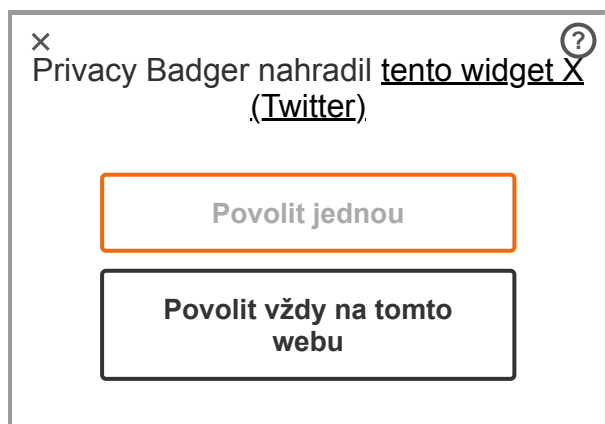 ×
?
Privacy Badger nahradil tento widget X
(Twitter)
Povolit jednou
Povolit vždy na tomto
webu